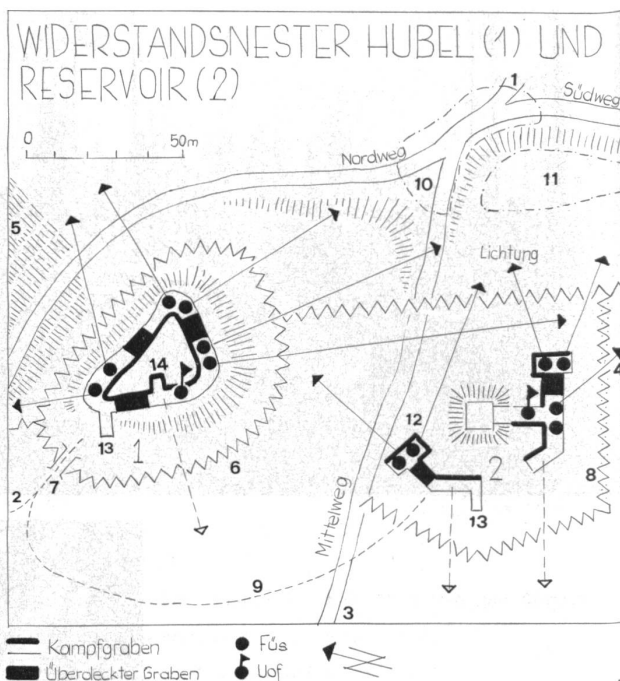 WIDERSTANDSNESTER HUBEL (1) UND
RESERVOIR (2)
0 50m
1
Südweg
Nordweg
10
11
5
Lichtung
14
4
12
13
1
6
2
7
2
8
13
Mittelweg
9
3
Kampfgraben
Füs
Überdeckter Graben
Uof